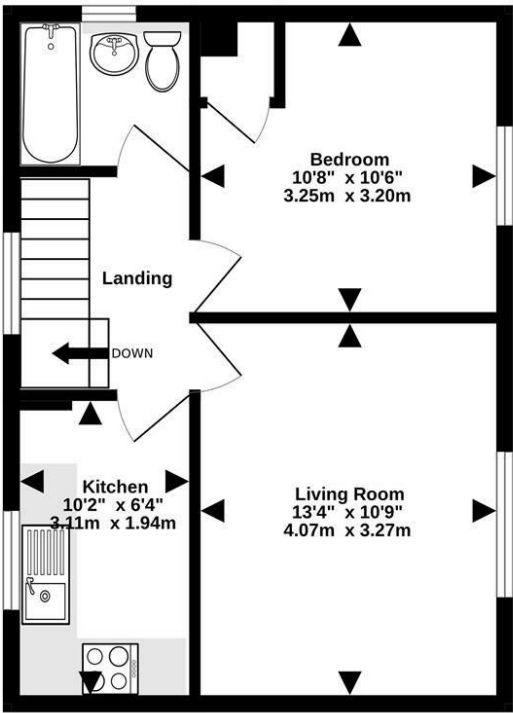 Bedroom
10'8" x 10'6"
3.25m x 3.20m
Landing
DOWN
Kitchen
10'2" x 6'4"
3.11m x 1.94m
Living Room
13'4" x 10'9"
4.07m x 3.27m